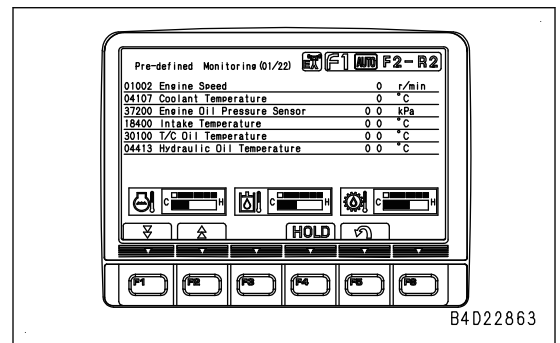 Pre-defined Monitoring (01/22) EX F1 AUTO F2-R2
01002 Engine Speed 0 r/min
04107 Coolant Temperature 0 °C
37200 Engine Oil Pressure Sensor 0.0 kPa
18400 Intake Temperature 0.0 °C
30100 T/C Oil Temperature 0.0 °C
04413 Hydraulic Oil Temperature 0.0 °C
C H C H C H
HOLD
F1 F2 F3 F4 F5 F6
B4D22863